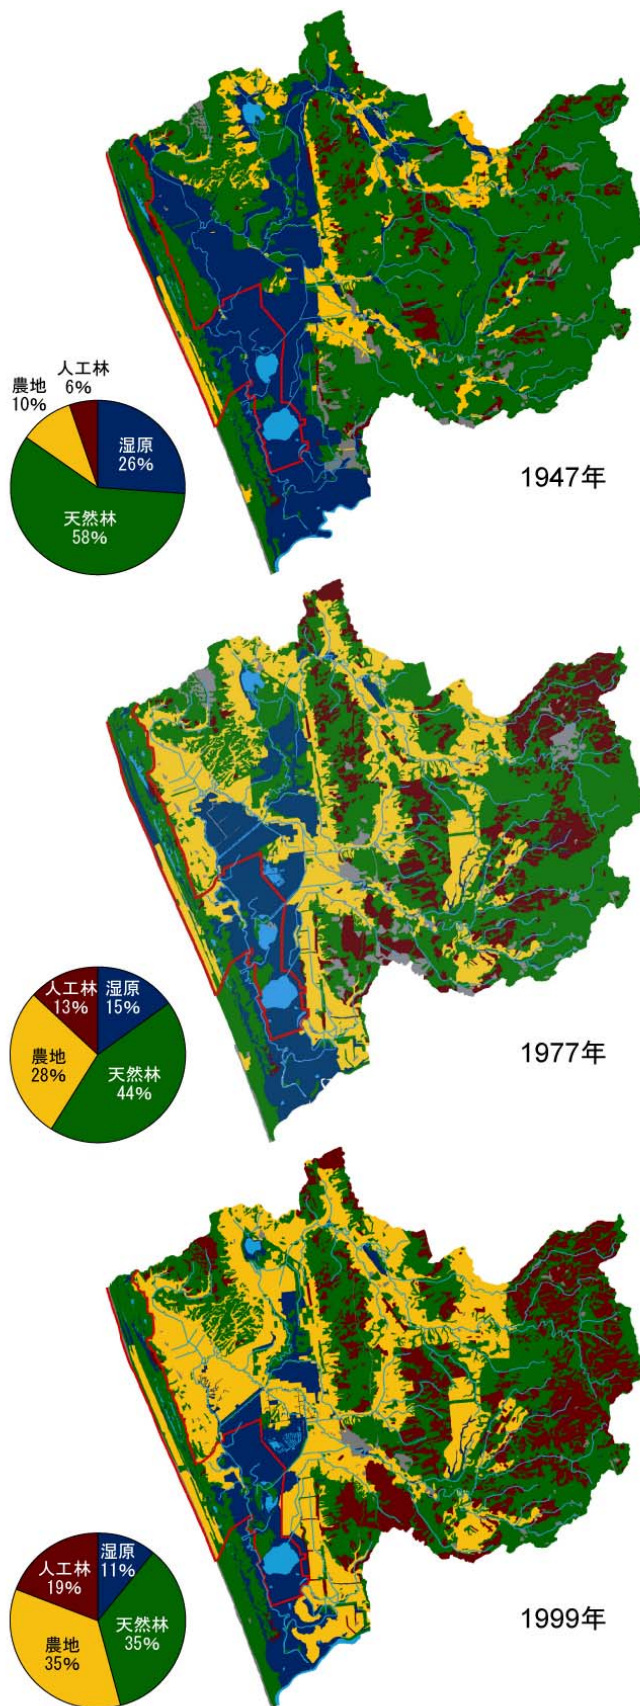 農地
10%
人工林
6%
湿原
26%
天然林
58%
1947年
人工林
13%
湿原
15%
農地
28%
天然林
44%
1977年
人工林
19%
湿原
11%
天然林
35%
農地
35%
1999年